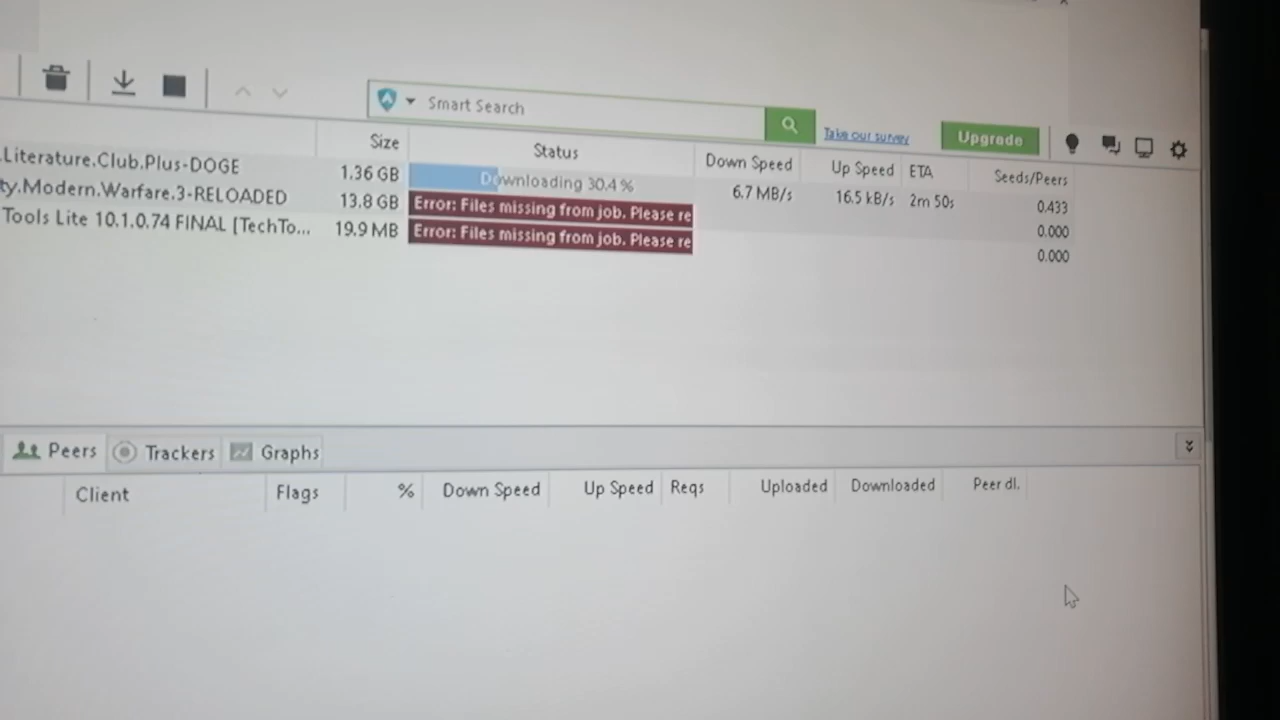 Smart Search
Take our survey
Upgrade
Size Status Down Speed Up Speed ETA Seeds/Peers
.Literature.Club.Plus-DOGE 1.36 GB Downloading 30.4 % 6.7 MB/s 16.5 kB/s 2m 50s 0.433
ty.Modern.Warfare.3-RELOADED 13.8 GB Error: Files missing from job. Please re 0.000
Tools Lite 10.1.0.74 FINAL [TechTo... 19.9 MB Error: Files missing from job. Please re 0.000
Peers Trackers Graphs
Client Flags % Down Speed Up Speed Reqs Uploaded Downloaded Peer dl.